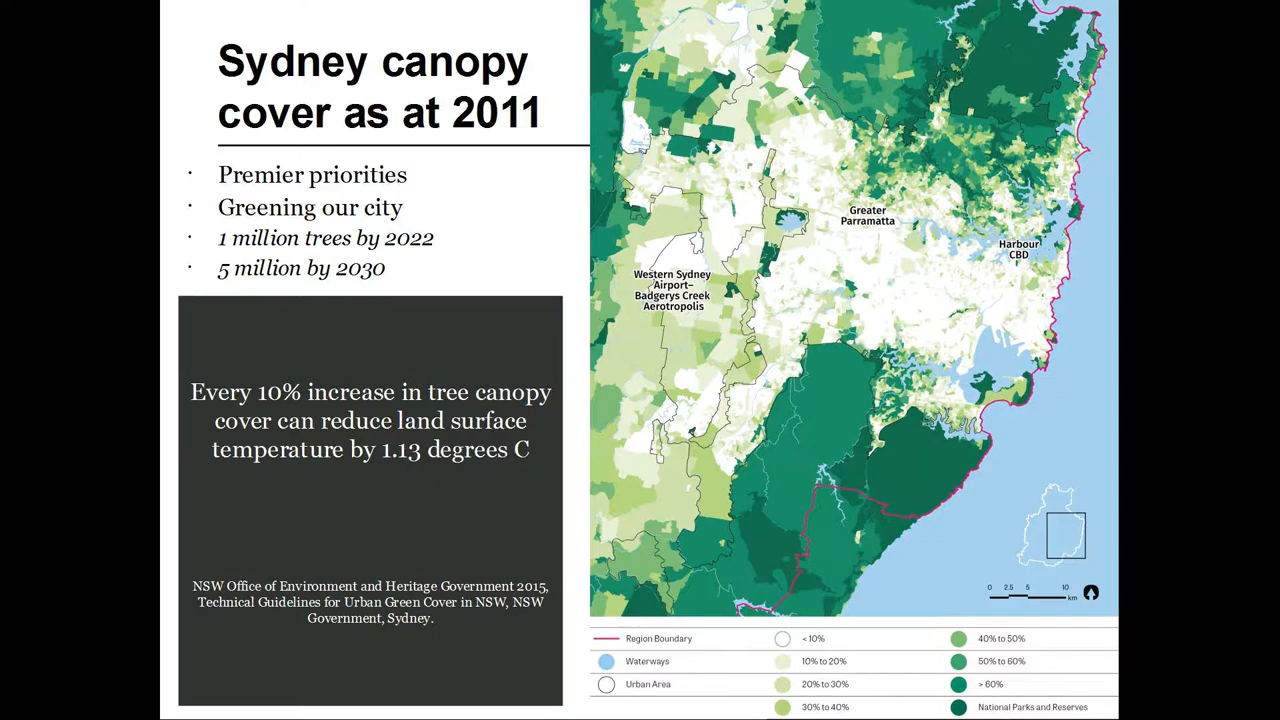 Sydney canopy
cover as at 2011
· Premier priorities
· Greening our city
· 1 million trees by 2022
· 5 million by 2030
Every 10% increase in tree canopy
cover can reduce land surface
temperature by 1.13 degrees C
NSW Office of Environment and Heritage Government 2015,
Technical Guidelines for Urban Green Cover in NSW, NSW
Government, Sydney.
Greater
Parramatta
Harbour
CBD
Western Sydney
Airport–
Badgerys Creek
Aerotropolis
0 2.5 5 10
km
Region Boundary
Waterways
Urban Area
< 10%
10% to 20%
20% to 30%
30% to 40%
40% to 50%
50% to 60%
> 60%
National Parks and Reserves